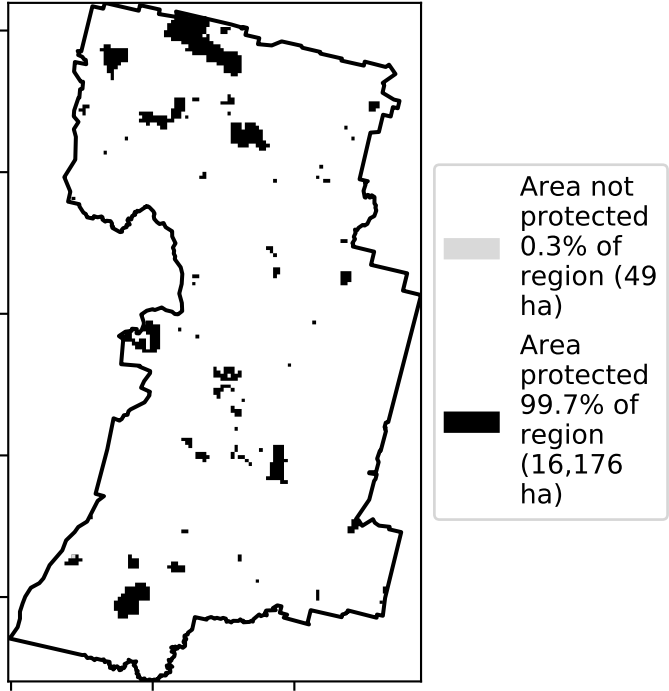 Area not
protected
0.3% of
region (49
ha)
Area
protected
99.7% of
region
(16,176
ha)